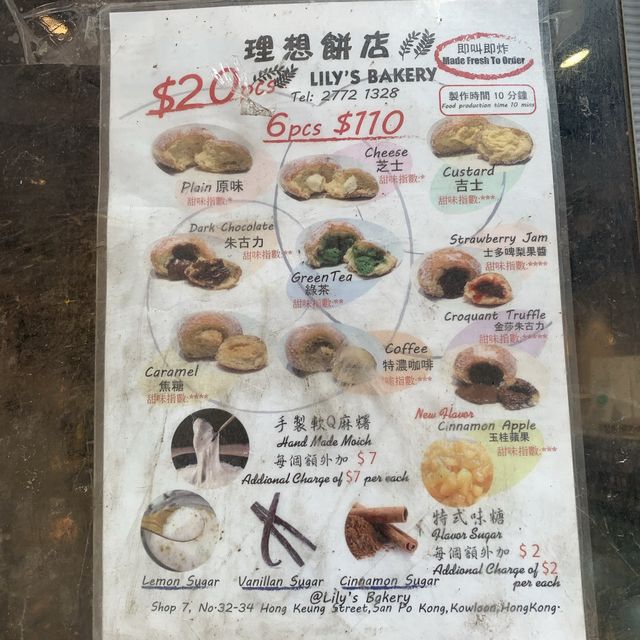 理想餅店
LILY'S BAKERY
Tel: 2772 1328
即叫即炸
Made Fresh To Order
製作時間 10 分鐘
Food production time 10 mins
$20/pcs
6pcs $110
Plain 原味
甜味指數:*
Cheese
芝士
甜味指數:*
Custard
吉士
甜味指數:***
Dark Chocolate
朱古力
甜味指數:****
GreenTea
綠茶
甜味指數:**
Strawberry Jam
士多啤梨果醬
甜味指數:****
Caramel
焦糖
甜味指數:****
Coffee
特濃咖啡
甜味指數:****
Croquant Truffle
金莎朱古力
甜味指數:*****
手製軟Q麻糬
Hand Made Moich
每個額外加 $7
Addional Charge of $7 per each
New Flavor
Cinnamon Apple
玉桂蘋果
甜味指數:***
Lemon Sugar
Vanillan Sugar
Cinnamon Sugar
特式味糖
Flavor Sugar
每個額外加 $2
Addional Charge of $2
per each
@Lily's Bakery
Shop 7, No:32-34 Hong Keung Street,San Po Kong,Kowloon,HongKong.